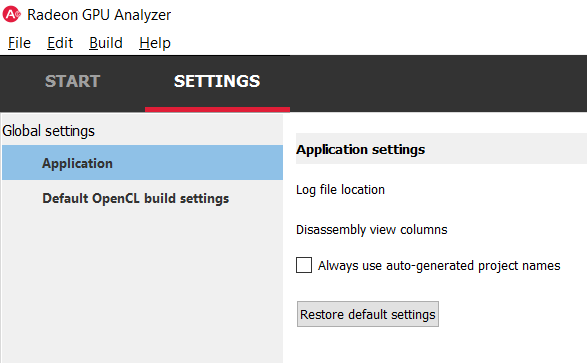 Radeon GPU Analyzer
File Edit Build Help
START SETTINGS
Global settings
Application
Default OpenCL build settings
Application settings
Log file location
Disassembly view columns
Always use auto-generated project names
Restore default settings